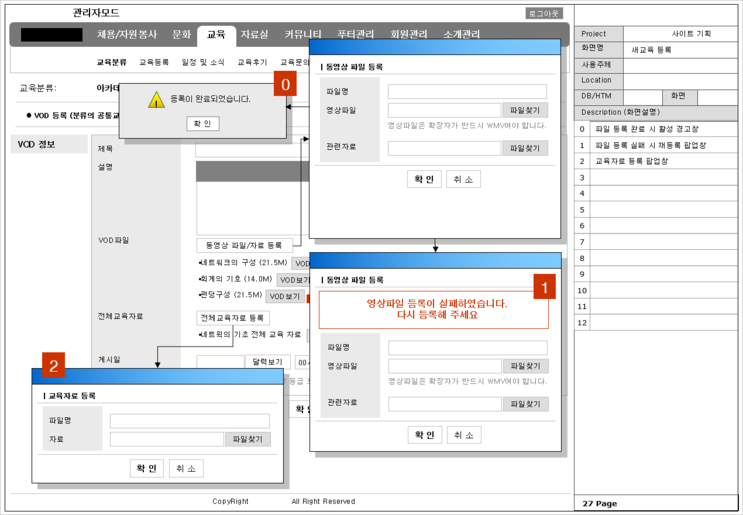 관리자모드
로그아웃
채용/자원봉사 문화 교육 자료실 커뮤니티 푸터관리 회원관리 소개관리
교육분류 교육등록 일정 및 소식 교육후기 교육문의
교육분류: 아카데
● VOD 등록 (분류의 공통교
0
등록이 완료되었습니다.
확 인
VOD 정보
제목
설명
VOD파일
동영상 파일/자료 등록
•네트워크의 구성 (21.5M) VOD
•회계의 기호 (14.0M) VOD보기
•랜덤구성 (21.5M) VOD보기
전체교육자료
전체교육자료 등록
•네트윅의 기초 전체 교육 자료
게시일
달력보기 00
등급
확 인
| 동영상 파일 등록
파일명
영상파일 파일찾기
영상파일은 확장자가 반드시 WMV여야 합니다.
관련자료 파일찾기
확 인 취 소
1
| 동영상 파일 등록
영상파일 등록이 실패하였습니다.
다시 등록해 주세요
파일명
영상파일 파일찾기
영상파일은 확장자가 반드시 WMV여야 합니다.
관련자료 파일찾기
확 인 취 소
2
| 교육자료 등록
파일명
자료 파일찾기
확 인 취 소
CopyRight All Right Reserved
Project 사이트 기획
화면명 새교육 등록
사용주체
Location
DB/HTM 화면
Description (화면설명)
0 파일 등록 완료 시 활성 경고창
1 파일 등록 실패 시 재등록 팝업창
2 교육자료 등록 팝업창
3
4
5
6
7
8
9
10
11
12
27 Page